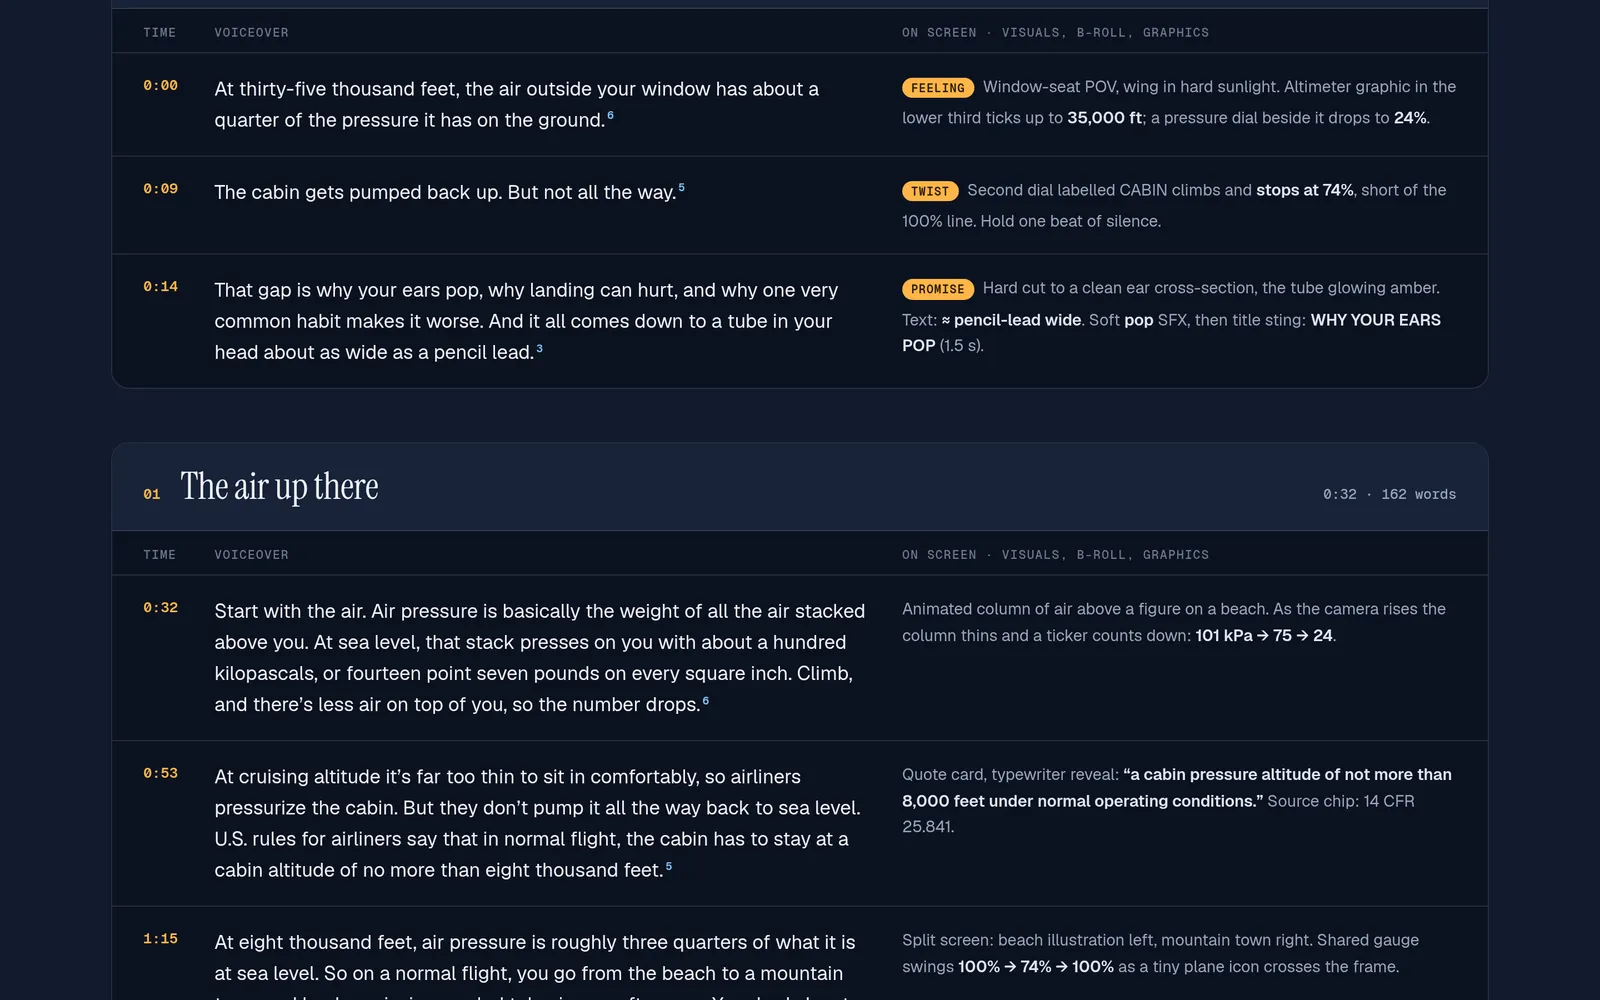 TIME VOICEOVER ON SCREEN · VISUALS, B-ROLL, GRAPHICS
0:00
At thirty-five thousand feet, the air outside your window has about a
quarter of the pressure it has on the ground.6
FEELING Window-seat POV, wing in hard sunlight. Altimeter graphic in the
lower third ticks up to 35,000 ft; a pressure dial beside it drops to 24%.
0:09
The cabin gets pumped back up. But not all the way.5
TWIST Second dial labelled CABIN climbs and stops at 74%, short of the
100% line. Hold one beat of silence.
0:14
That gap is why your ears pop, why landing can hurt, and why one very
common habit makes it worse. And it all comes down to a tube in your
head about as wide as a pencil lead.3
PROMISE Hard cut to a clean ear cross-section, the tube glowing amber.
Text: ≈ pencil-lead wide. Soft pop SFX, then title sting: WHY YOUR EARS
POP (1.5 s).
01 The air up there 0:32 · 162 words
TIME VOICEOVER ON SCREEN · VISUALS, B-ROLL, GRAPHICS
0:32
Start with the air. Air pressure is basically the weight of all the air stacked
above you. At sea level, that stack presses on you with about a hundred
kilopascals, or fourteen point seven pounds on every square inch. Climb,
and there’s less air on top of you, so the number drops.6
Animated column of air above a figure on a beach. As the camera rises the
column thins and a ticker counts down: 101 kPa → 75 → 24.
0:53
At cruising altitude it’s far too thin to sit in comfortably, so airliners
pressurize the cabin. But they don’t pump it all the way back to sea level.
U.S. rules for airliners say that in normal flight, the cabin has to stay at a
cabin altitude of no more than eight thousand feet.5
Quote card, typewriter reveal: “a cabin pressure altitude of not more than
8,000 feet under normal operating conditions.” Source chip: 14 CFR
25.841.
1:15
At eight thousand feet, air pressure is roughly three quarters of what it is
at sea level. So on a normal flight, you go from the beach to a mountain
Split screen: beach illustration left, mountain town right. Shared gauge
swings 100% → 74% → 100% as a tiny plane icon crosses the frame.